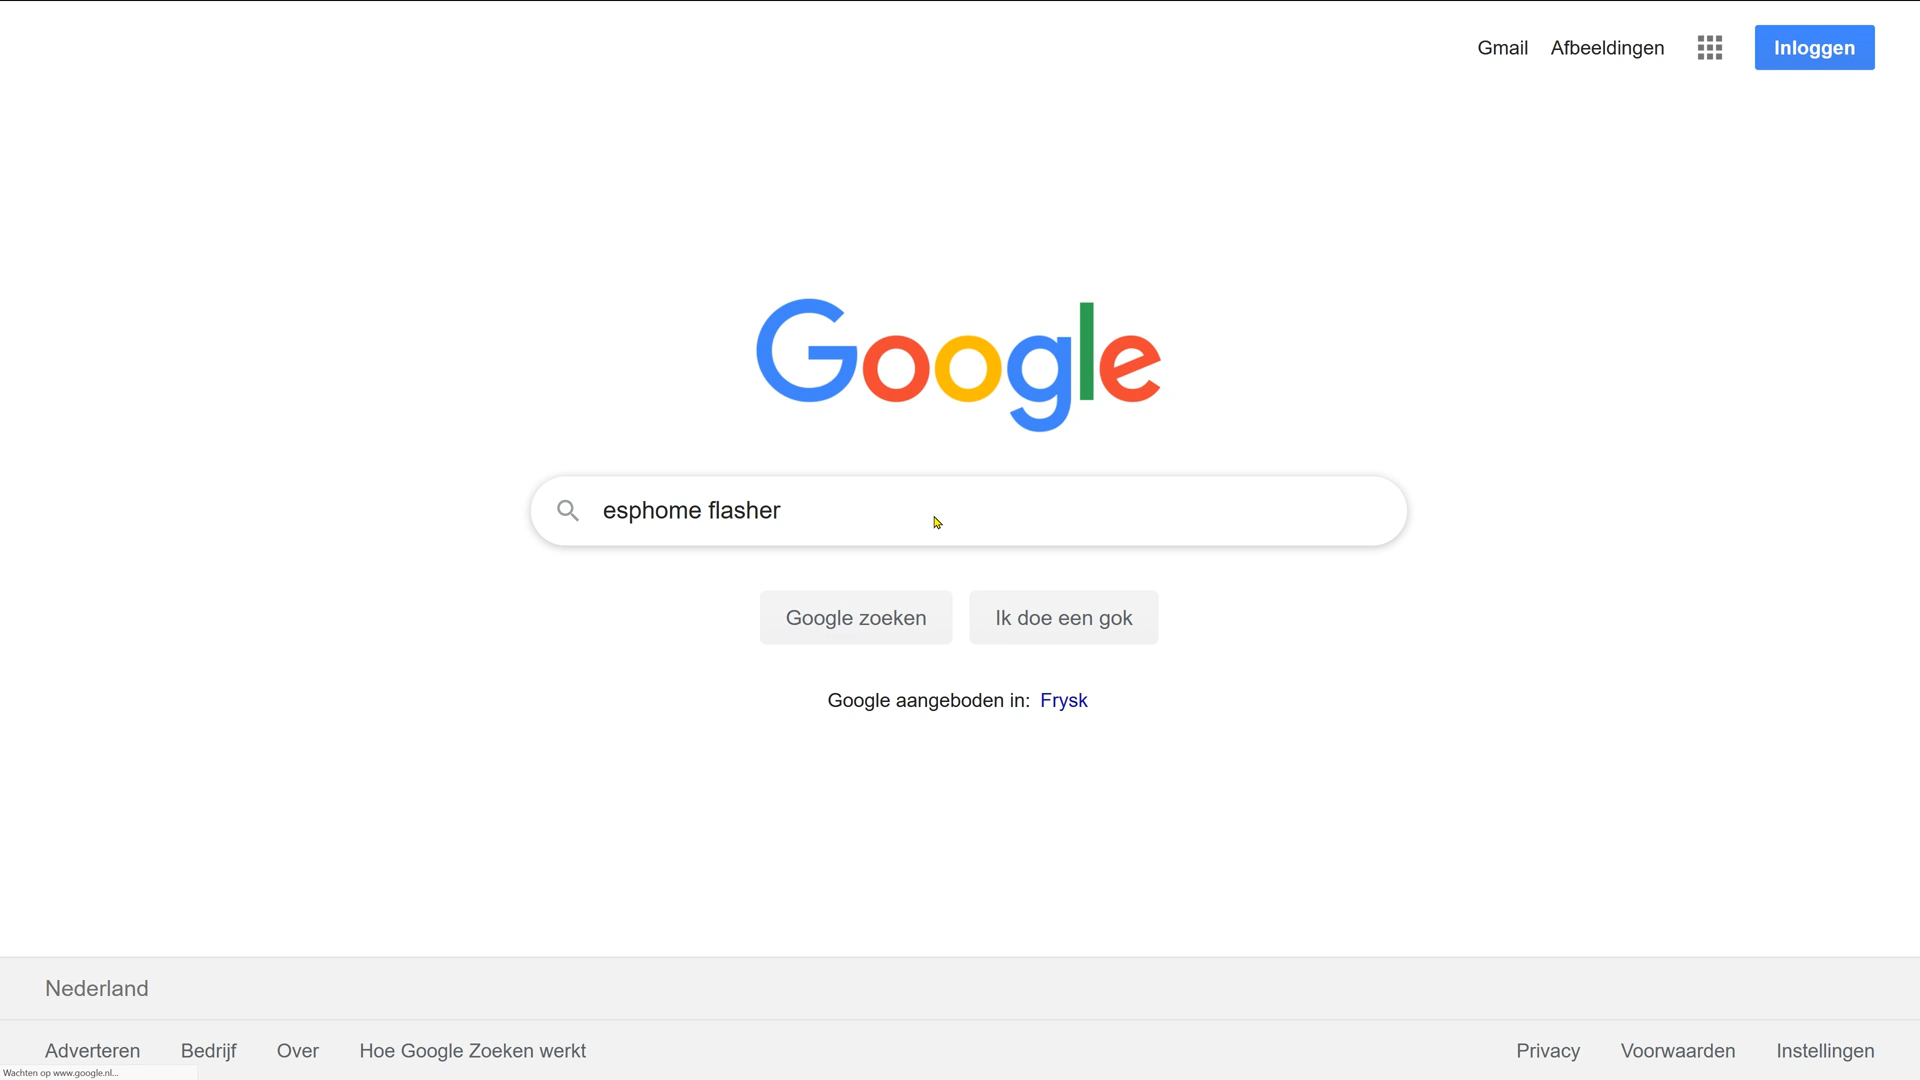 Gmail Afbeeldingen Inloggen
Google
esphome flasher
Google zoeken Ik doe een gok
Google aangeboden in: Frysk
Nederland
Adverteren Bedrijf Over Hoe Google Zoeken werkt Privacy Voorwaarden Instellingen
Wachten op www.google.nl...